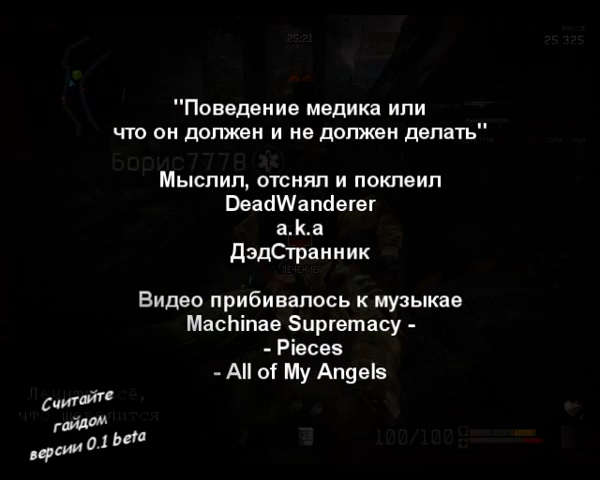 25:21
25 325
"Поведение медика или
что он должен и не должен делать"
Борис7778
Мыслил, отснял и поклеил
DeadWanderer
a.k.a
ДэдСтранник
ЛЕЧЕНИЕ
Видео прибивалось к музыкае
Machinae Supremacy -
- Pieces
- All of My Angels
Считайте
гайдом
версии 0.1 beta
100/100